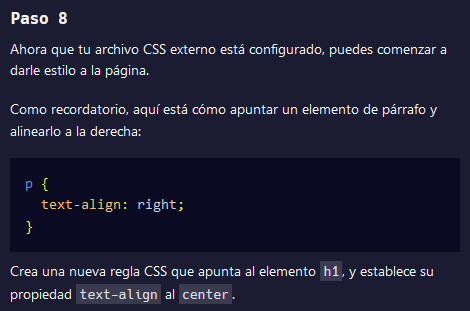 Paso 8
Ahora que tu archivo CSS externo está configurado, puedes comenzar a
darle estilo a la página.
Como recordatorio, aquí está cómo apuntar un elemento de párrafo y
alinearlo a la derecha:
p {
  text-align: right;
}
Crea una nueva regla CSS que apunta al elemento h1, y establece su
propiedad text-align al center.